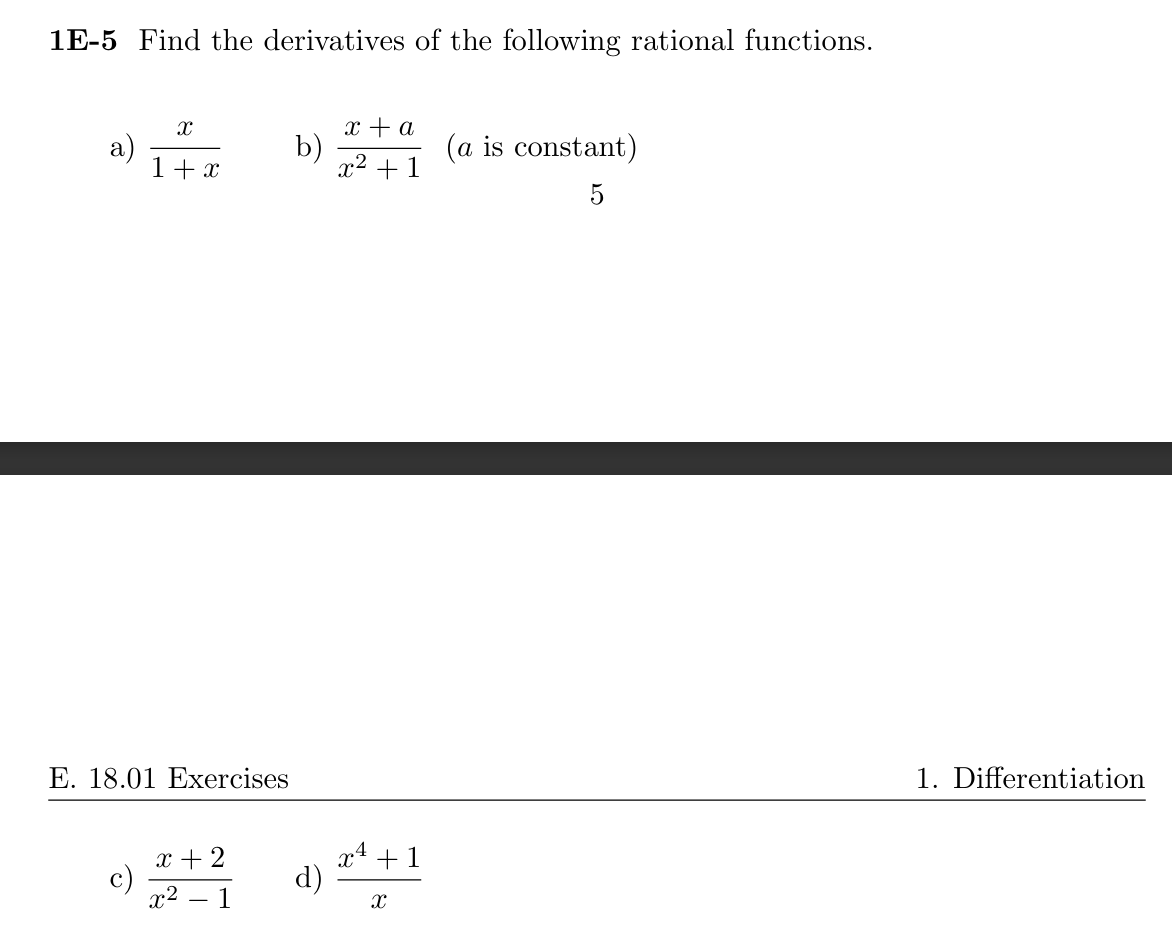 1E-5 Find the derivatives of the following rational functions.
a) \frac{x}{1 + x} b) \frac{x + a}{x^2 + 1} (a is constant)
5
E. 18.01 Exercises 1. Differentiation
c) \frac{x + 2}{x^2 - 1} d) \frac{x^4 + 1}{x}